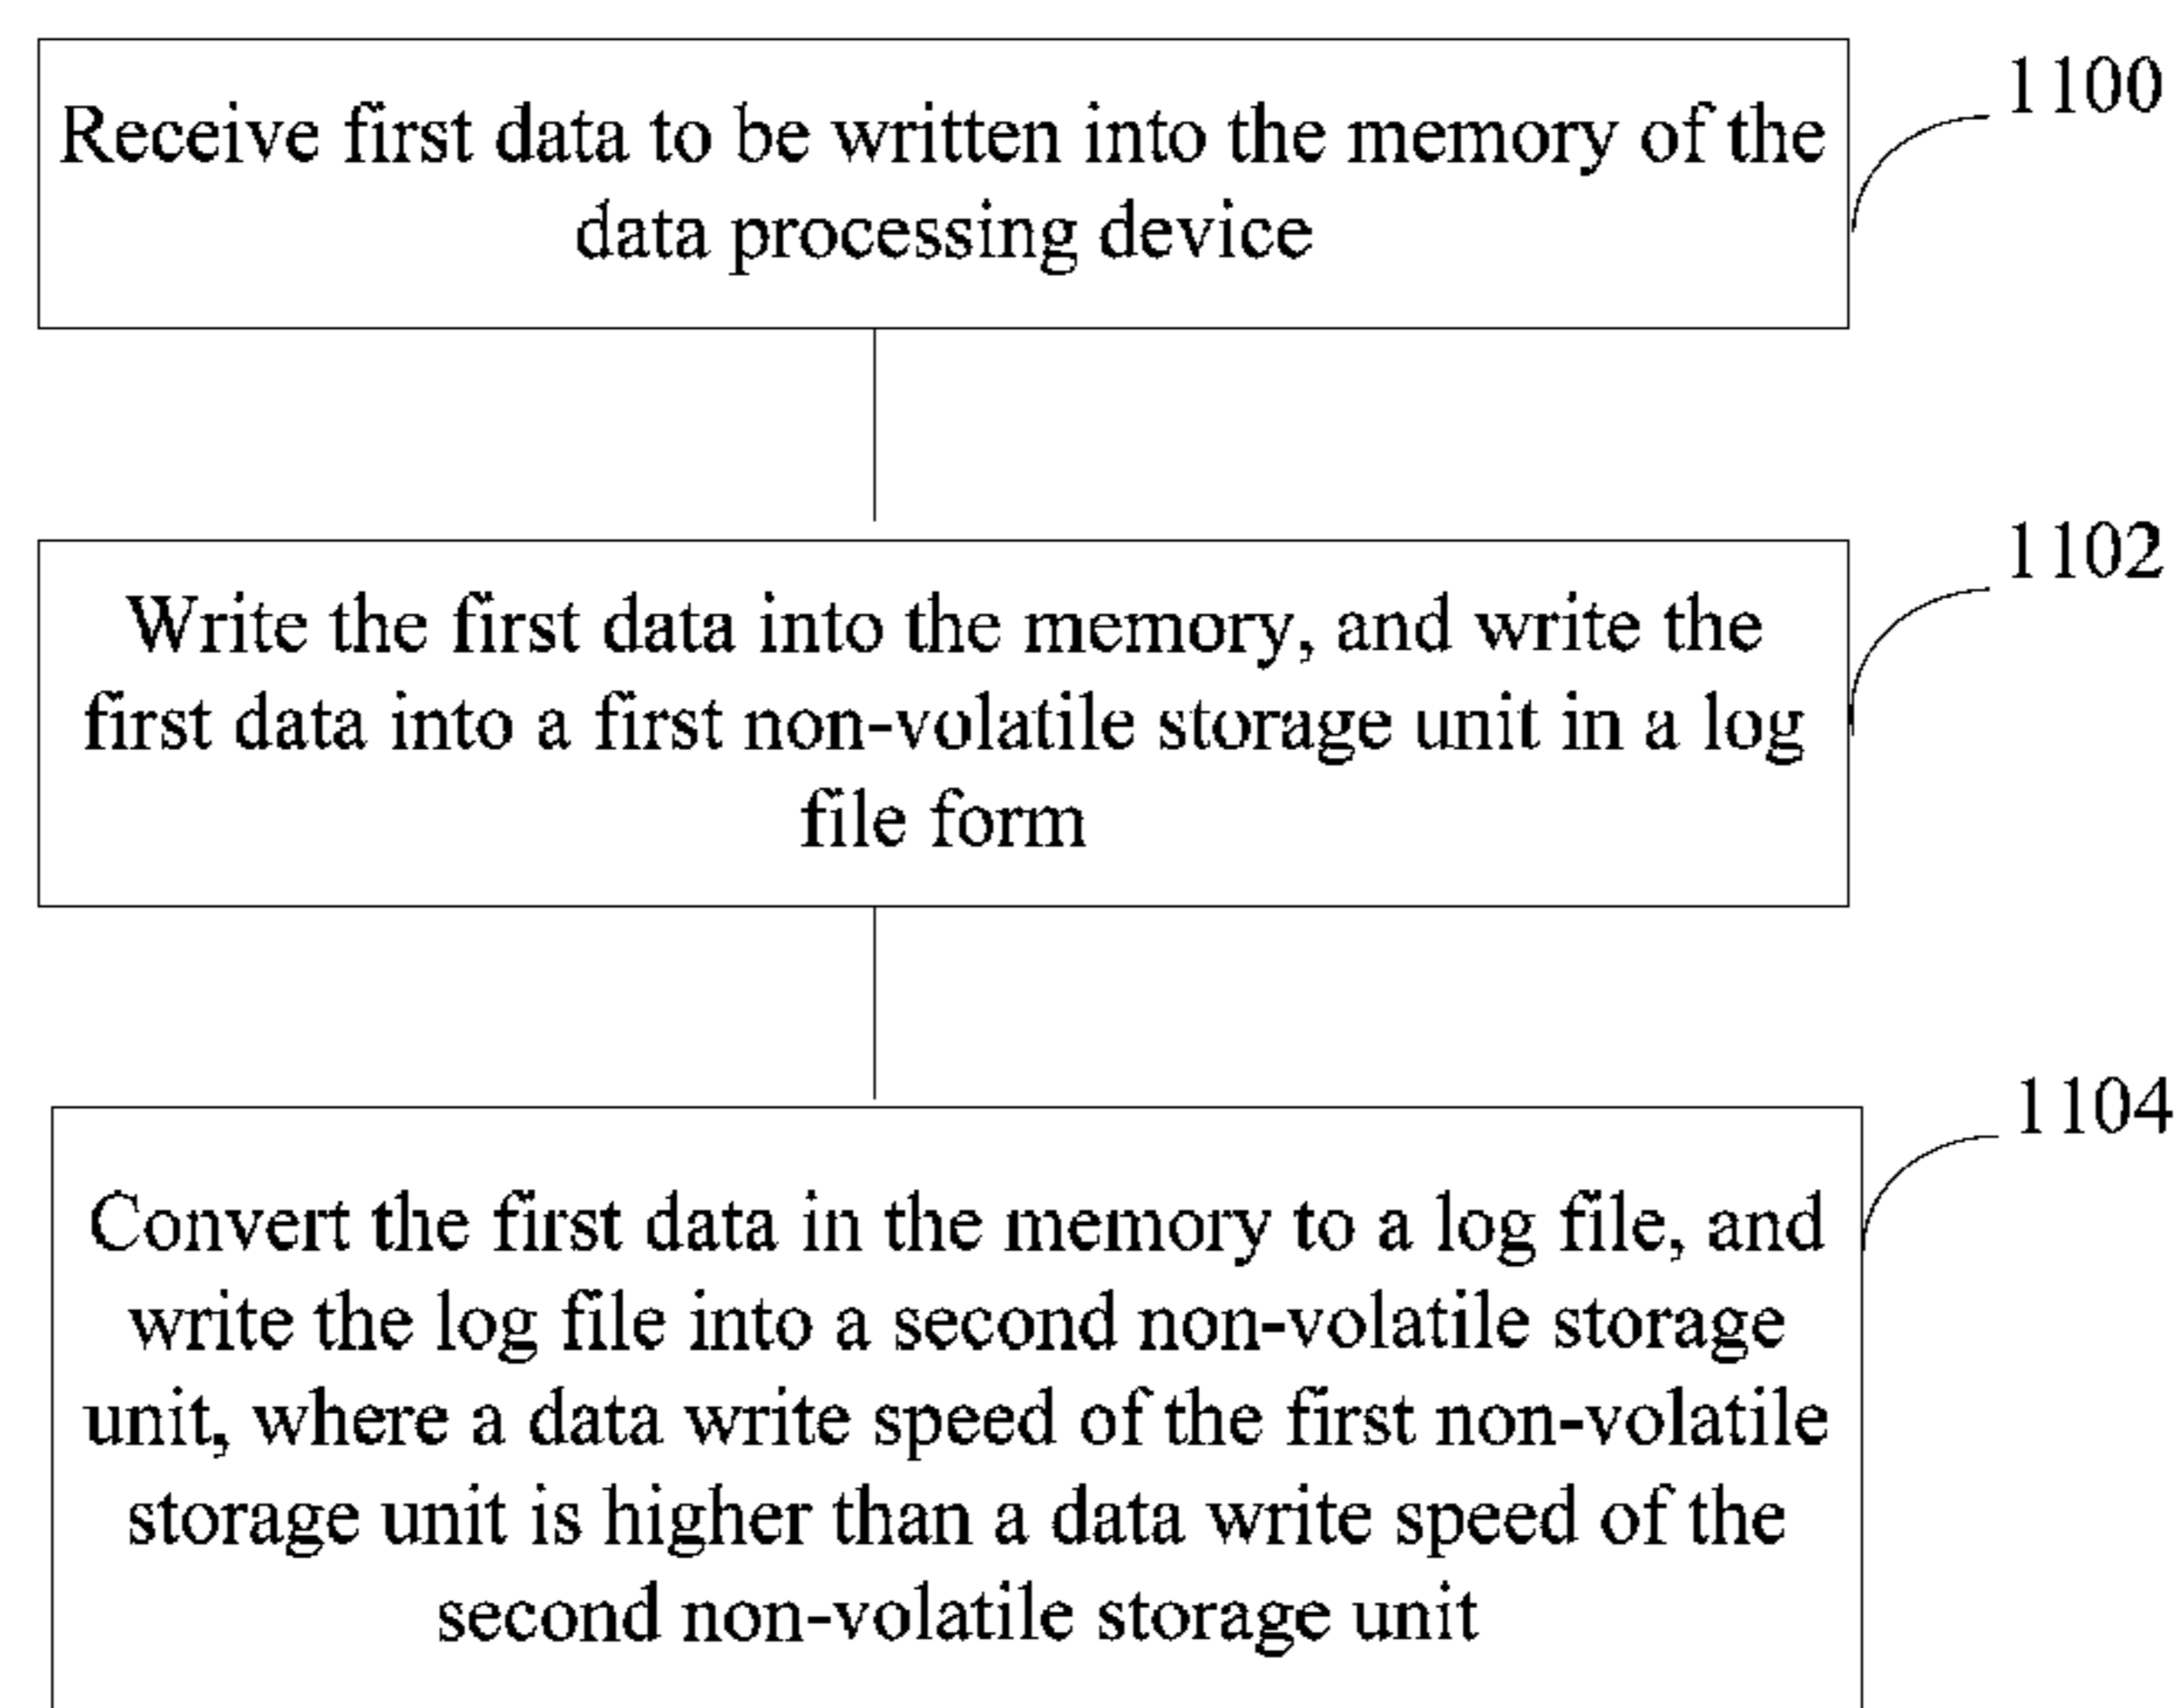 1100
Receive first data to be written into the memory of the
data processing device
1102
Write the first data into the memory, and write the
first data into a first non-volatile storage unit in a log
file form
1104
Convert the first data in the memory to a log file, and
write the log file into a second non-volatile storage
unit, where a data write speed of the first non-volatile
storage unit is higher than a data write speed of the
second non-volatile storage unit